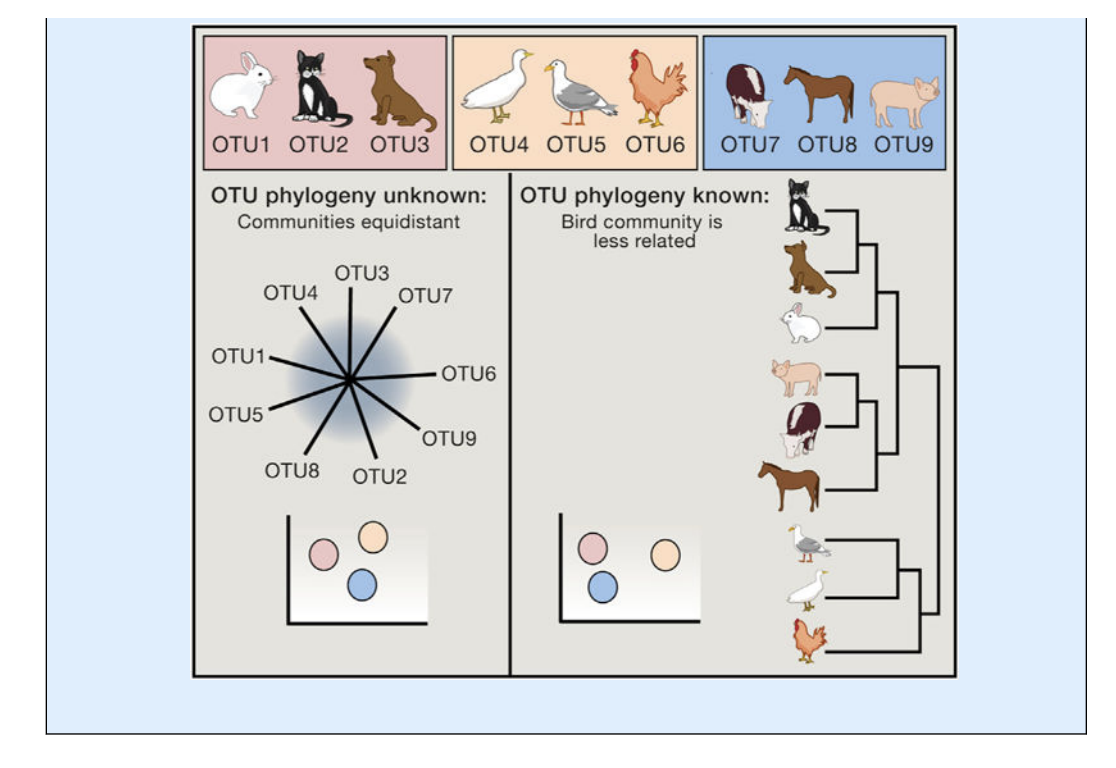 OTU1 OTU2 OTU3 OTU4 OTU5 OTU6 OTU7 OTU8 OTU9
OTU phylogeny unknown:
Communities equidistant
OTU3
OTU4
OTU7
OTU1
OTU6
OTU5
OTU9
OTU8
OTU2
OTU phylogeny known:
Bird community is
less related